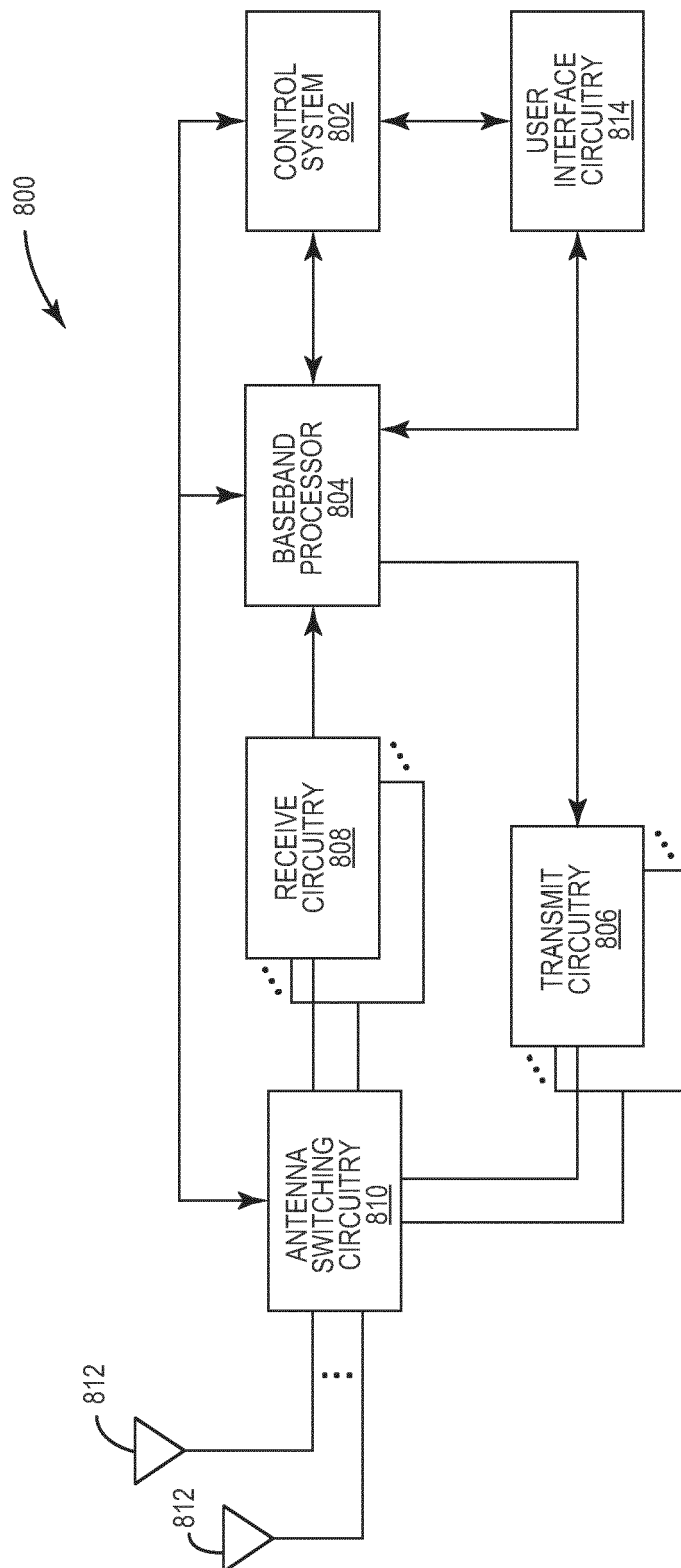 800
CONTROL
SYSTEM
802
USER
INTERFACE
CIRCUITRY
814
BASEBAND
PROCESSOR
804
RECEIVE
CIRCUITRY
808
TRANSMIT
CIRCUITRY
806
ANTENNA
SWITCHING
CIRCUITRY
810
812
812